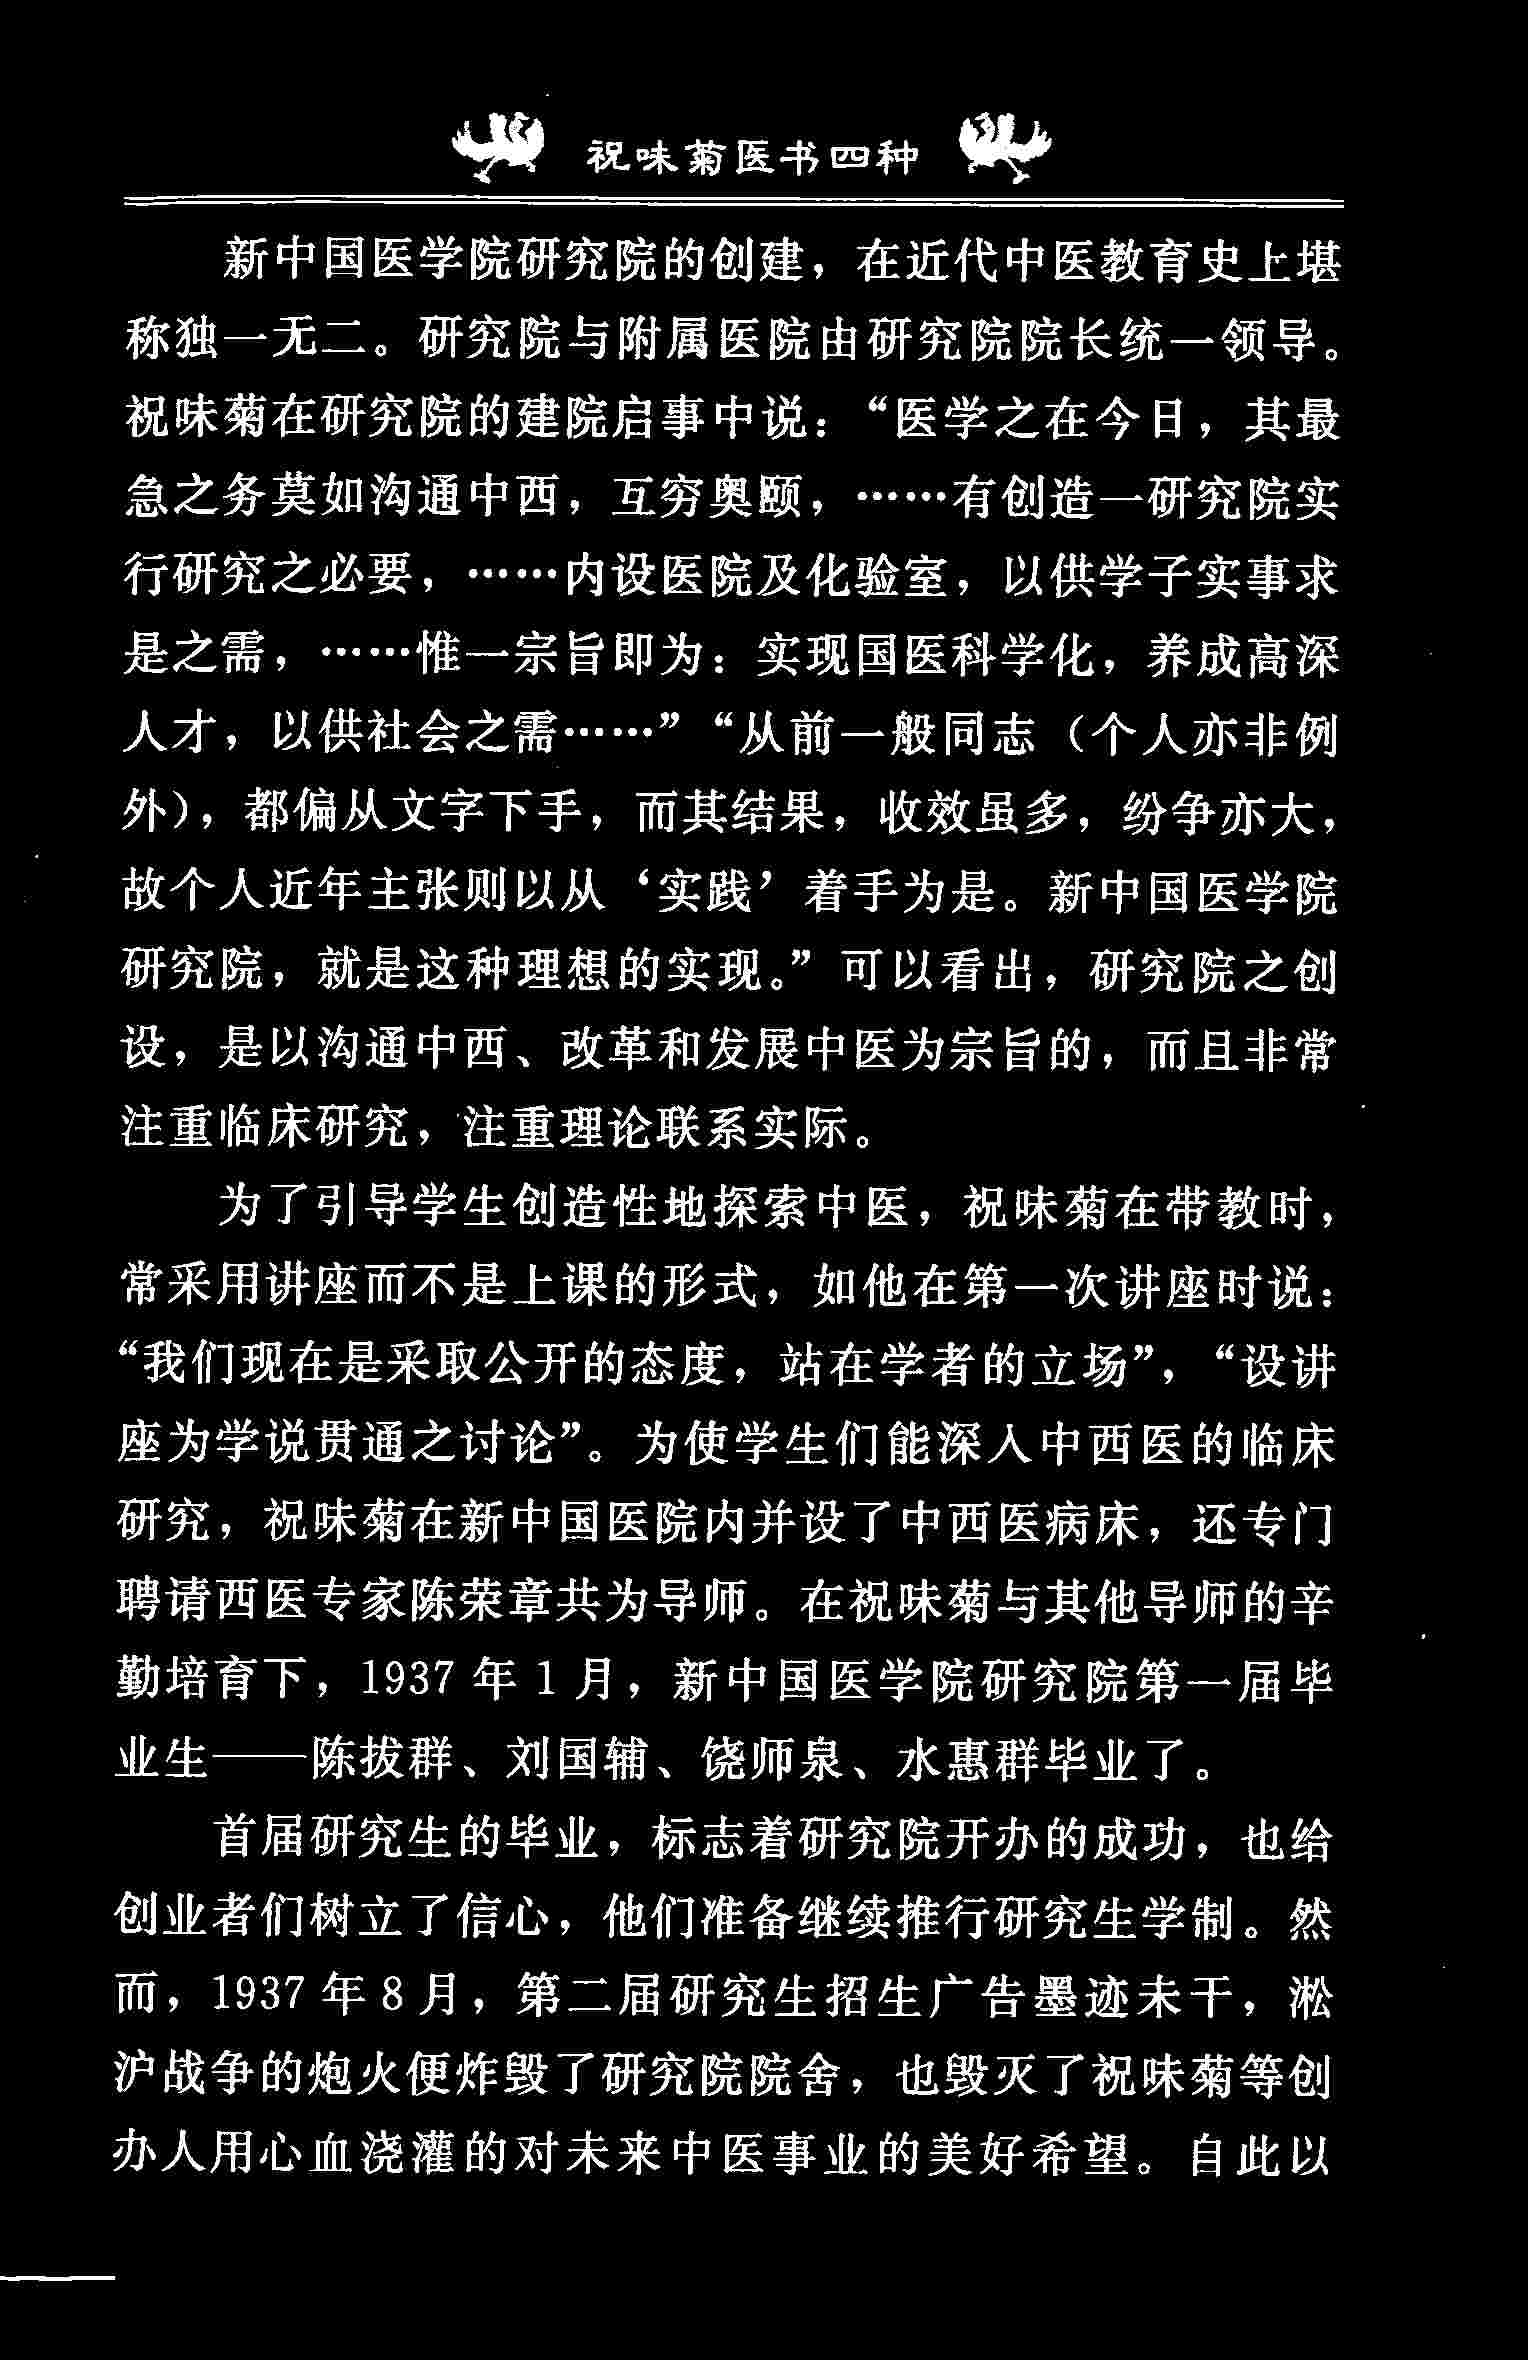 祝味菊医书四种
新中国医学院研究院的创建，在近代中医教育史上堪
称独一无二。研究院与附属医院由研究院院长统一领导。
祝味菊在研究院的建院启事中说：“医学之在今日，其最
急之务莫如沟通中西，互穷奥颐，……有创造一研究院实
行研究之必要，……内设医院及化验室，以供学子实事求
是之需，……惟一宗旨即为：实现国医科学化，养成高深
人才，以供社会之需……”“从前一般同志（个人亦非例
外），都偏从文字下手，而其结果，收效虽多，纷争亦大，
故个人近年主张则以从‘实践’着手为是。新中国医学院
研究院，就是这种理想的实现。”可以看出，研究院之创
设，是以沟通中西、改革和发展中医为宗旨的，而且非常
注重临床研究，注重理论联系实际。
为了引导学生创造性地探索中医，祝味菊在带教时，
常采用讲座而不是上课的形式，如他在第一次讲座时说：
“我们现在是采取公开的态度，站在学者的立场”，“设讲
座为学说贯通之讨论”。为使学生们能深入中西医的临床
研究，祝味菊在新中国医院内并设了中西医病床，还专门
聘请西医专家陈荣章共为导师。在祝味菊与其他导师的辛
勤培育下，1937 年 1 月，新中国医学院研究院第一届毕
业生——陈拔群、刘国辅、饶师泉、水惠群毕业了。
首届研究生的毕业，标志着研究院开办的成功，也给
创业者们树立了信心，他们准备继续推行研究生学制。然
而，1937 年 8 月，第二届研究生招生广告墨迹未干，淞
沪战争的炮火便炸毁了研究院院舍，也毁灭了祝味菊等创
办人用心血浇灌的对未来中医事业的美好希望。自此以